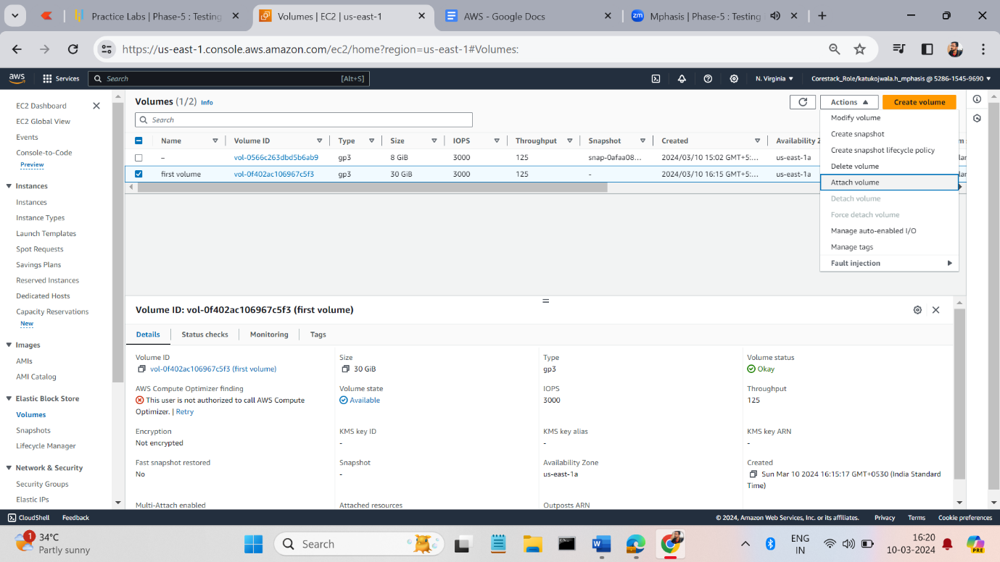 Practice Labs | Phase-5 : Testing
Volumes | EC2 | us-east-1
AWS - Google Docs
zm
Mphasis | Phase-5 : Testing
https://us-east-1.console.aws.amazon.com/ec2/home?region=us-east-1#Volumes:
aws
Services
Search
[Alt+S]
N. Virginia
Corestack_Role/katukojwala.h_mphasis @ 5286-1545-9690
EC2 Dashboard
EC2 Global View
Events
Console-to-Code
Preview
Instances
Instances
Instance Types
Launch Templates
Spot Requests
Savings Plans
Reserved Instances
Dedicated Hosts
Capacity Reservations
New
Images
AMIs
AMI Catalog
Elastic Block Store
Volumes
Snapshots
Lifecycle Manager
Network & Security
Security Groups
Elastic IPs
Volumes (1/2) Info
Actions
Create volume
Search
Name Volume ID Type Size IOPS Throughput Snapshot Created Availability Z
– vol-0566c263dbd5b6ab9 gp3 8 GiB 3000 125 snap-0afaa08... 2024/03/10 15:02 GMT+5:... us-east-1a
first volume vol-0f402ac106967c5f3 gp3 30 GiB 3000 125 - 2024/03/10 16:15 GMT+5:... us-east-1a
Modify volume
Create snapshot
Create snapshot lifecycle policy
Delete volume
Attach volume
Detach volume
Force detach volume
Manage auto-enabled I/O
Manage tags
Fault injection
Volume ID: vol-0f402ac106967c5f3 (first volume)
Details Status checks Monitoring Tags
Volume ID Size Type Volume status
vol-0f402ac106967c5f3 (first volume) 30 GiB gp3 Okay
AWS Compute Optimizer finding Volume state IOPS Throughput
This user is not authorized to call AWS Compute Available 3000 125
Optimizer. | Retry
Encryption KMS key ID KMS key alias KMS key ARN
Not encrypted - - -
Fast snapshot restored Snapshot Availability Zone Created
No - us-east-1a Sun Mar 10 2024 16:15:17 GMT+0530 (India Standard
Time)
Multi-Attach enabled Attached resources Outposts ARN
CloudShell Feedback © 2024, Amazon Web Services, Inc. or its affiliates. Privacy Terms Cookie preferences
1
34°C
Partly sunny
Search
ENG
IN
16:20
10-03-2024
PRE